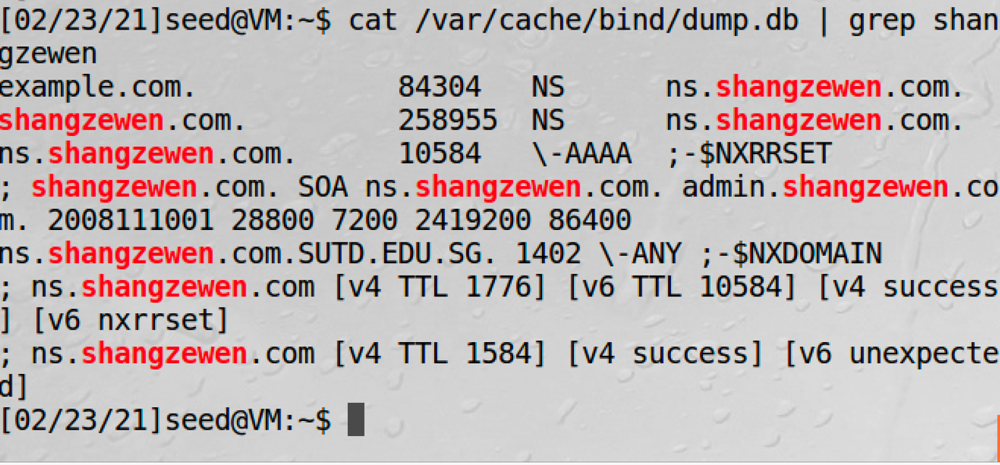 [02/23/21]seed@VM:~$ cat /var/cache/bind/dump.db | grep shan
gzewen
example.com. 84304 NS ns.shangzewen.com.
shangzewen.com. 258955 NS ns.shangzewen.com.
ns.shangzewen.com. 10584 \-AAAA ;-$NXRRSET
; shangzewen.com. SOA ns.shangzewen.com. admin.shangzewen.co
m. 2008111001 28800 7200 2419200 86400
ns.shangzewen.com.SUTD.EDU.SG. 1402 \-ANY ;-$NXDOMAIN
; ns.shangzewen.com [v4 TTL 1776] [v6 TTL 10584] [v4 success
] [v6 nxrrset]
; ns.shangzewen.com [v4 TTL 1584] [v4 success] [v6 unexpecte
d]
[02/23/21]seed@VM:~$